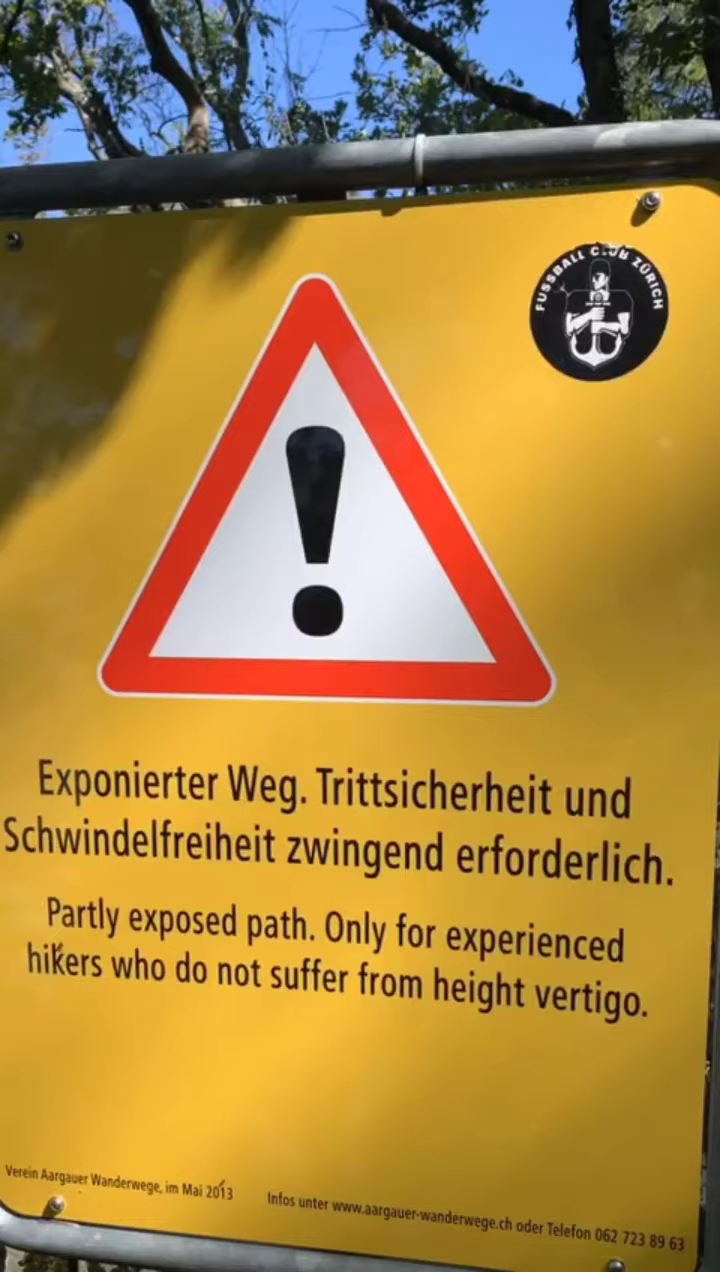 FUSSBALL CLUB ZÜRICH
Exponierter Weg. Trittsicherheit und
Schwindelfreiheit zwingend erforderlich.
Partly exposed path. Only for experienced
hikers who do not suffer from height vertigo.
Verein Aargauer Wanderwege, im Mai 2013
Infos unter www.aargauer-wanderwege.ch oder Telefon 062 723 89 63